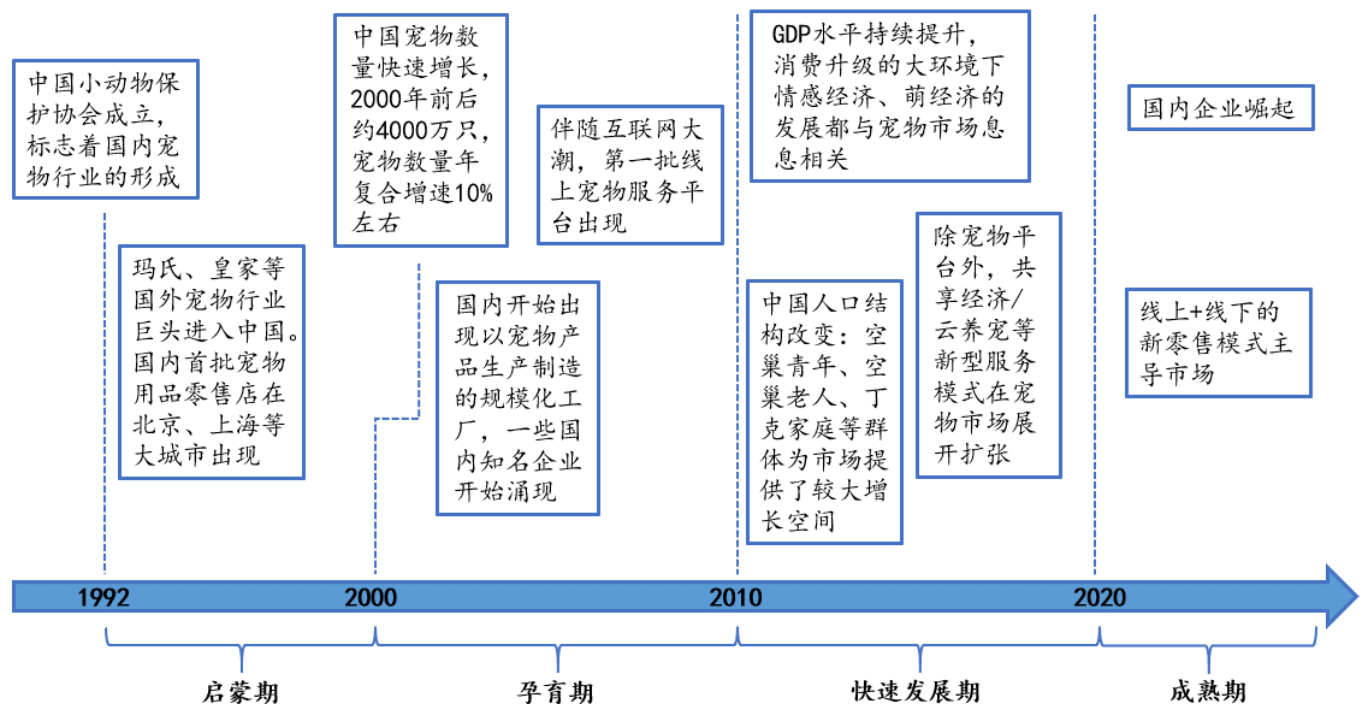 中国小动物保
护协会成立，
标志着国内宠
物行业的形成
玛氏、皇家等
国外宠物行业
巨头进入中国。
国内首批宠物
用品零售店在
北京、上海等
大城市出现
中国宠物数
量快速增长，
2000年前后
约4000万只，
宠物数量年
复合增速10%
左右
国内开始出
现以宠物产
品生产制造
的规模化工
厂，一些国
内知名企业
开始涌现
伴随互联网大
潮，第一批线
上宠物服务平
台出现
GDP水平持续提升，
消费升级的大环境下
情感经济、萌经济的
发展都与宠物市场息
息相关
中国人口结
构改变：空
巢青年、空
巢老人、丁
克家庭等群
体为市场提
供了较大增
长空间
除宠物平
台外，共
享经济/
云养宠等
新型服务
模式在宠
物市场展
开扩张
国内企业崛起
线上+线下的
新零售模式主
导市场
1992
2000
2010
2020
启蒙期
孕育期
快速发展期
成熟期